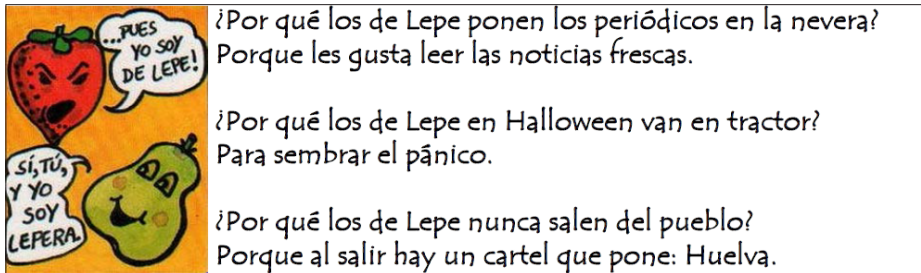 ...PUES
YO SOY
DE LEPE!
SÍ, TÚ,
Y YO
SOY
LEPERA.
¿Por qué los de Lepe ponen los periódicos en la nevera?
Porque les gusta leer las noticias frescas.
¿Por qué los de Lepe en Halloween van en tractor?
Para sembrar el pánico.
¿Por qué los de Lepe nunca salen del pueblo?
Porque al salir hay un cartel que pone: Huelva.